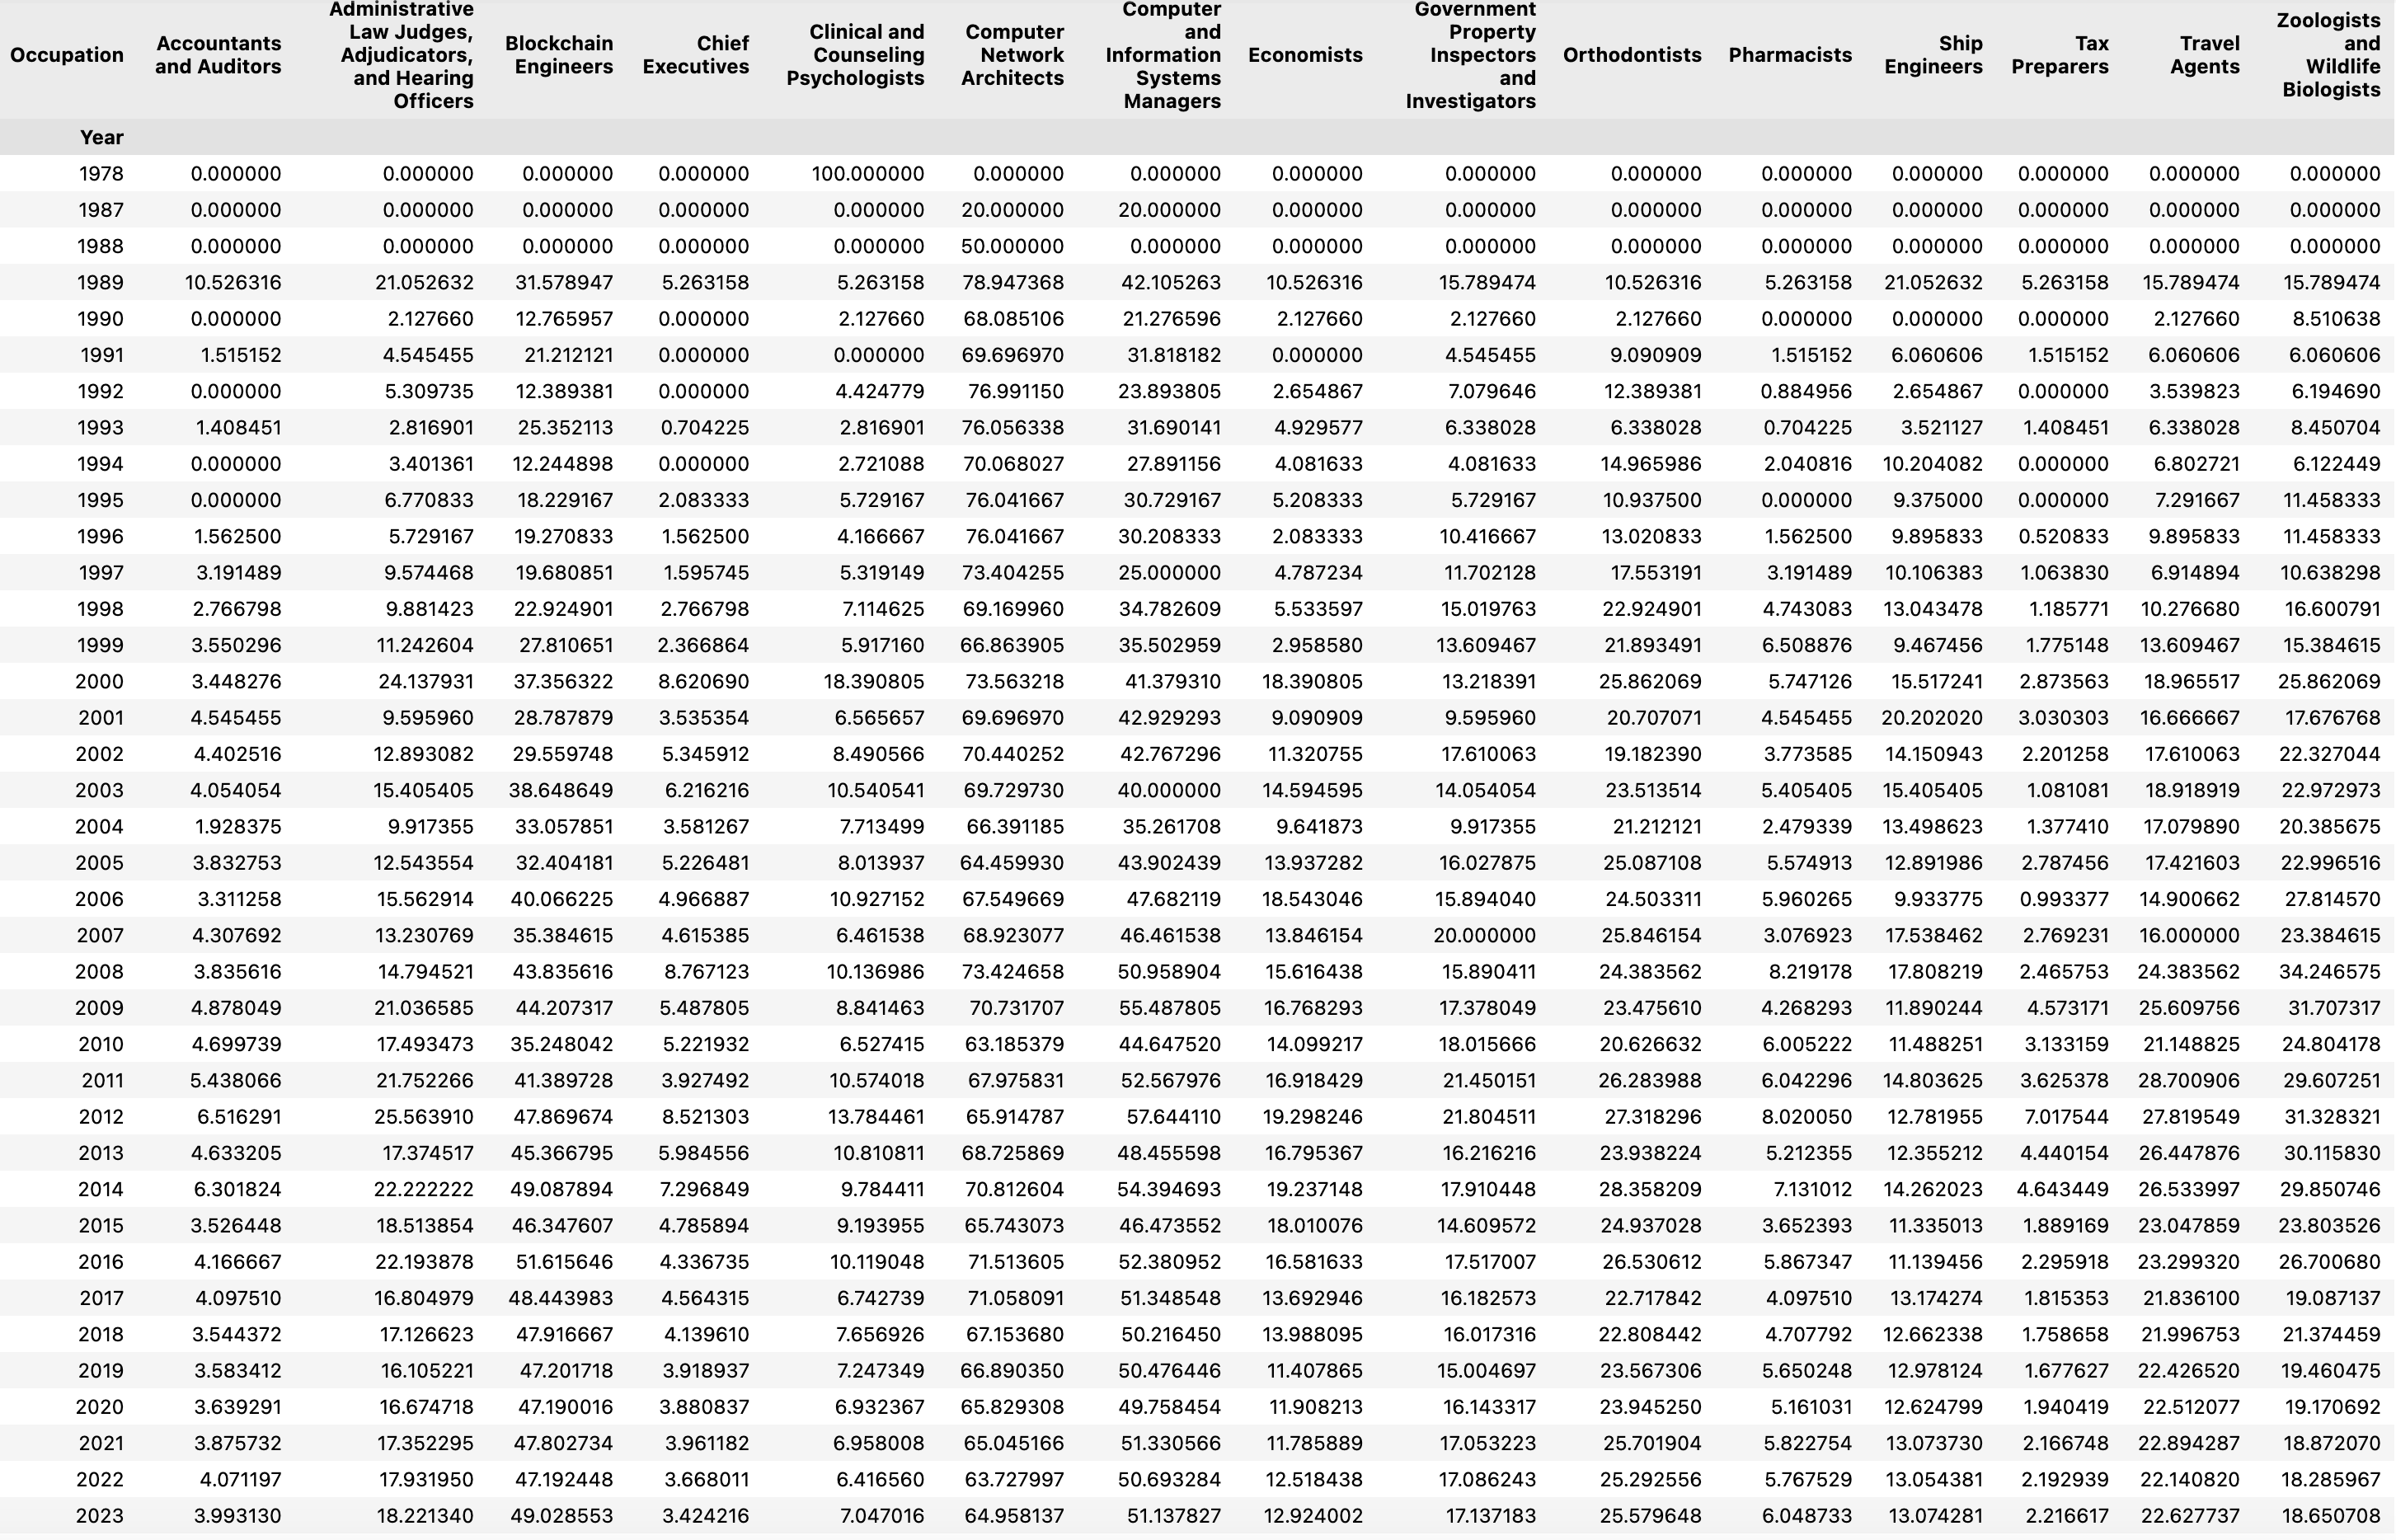 Occupation Accountants and Auditors Administrative Law Judges, Adjudicators, and Hearing Officers Blockchain Engineers Chief Executives Clinical and Counseling Psychologists Computer Network Architects Computer and Information Systems Managers Economists Government Property Inspectors and Investigators Orthodontists Pharmacists Ship Engineers Tax Preparers Travel Agents Zoologists and Wildlife Biologists
Year
1978 0.000000 0.000000 0.000000 0.000000 100.000000 0.000000 0.000000 0.000000 0.000000 0.000000 0.000000 0.000000 0.000000 0.000000 0.000000
1987 0.000000 0.000000 0.000000 0.000000 0.000000 20.000000 20.000000 0.000000 0.000000 0.000000 0.000000 0.000000 0.000000 0.000000 0.000000
1988 0.000000 0.000000 0.000000 0.000000 0.000000 50.000000 0.000000 0.000000 0.000000 0.000000 0.000000 0.000000 0.000000 0.000000 0.000000
1989 10.526316 21.052632 31.578947 5.263158 5.263158 78.947368 42.105263 10.526316 15.789474 10.526316 5.263158 21.052632 5.263158 15.789474 15.789474
1990 0.000000 2.127660 12.765957 0.000000 2.127660 68.085106 21.276596 2.127660 2.127660 2.127660 0.000000 0.000000 0.000000 2.127660 8.510638
1991 1.515152 4.545455 21.212121 0.000000 0.000000 69.696970 31.818182 0.000000 4.545455 9.090909 1.515152 6.060606 1.515152 6.060606 6.060606
1992 0.000000 5.309735 12.389381 0.000000 4.424779 76.991150 23.893805 2.654867 7.079646 12.389381 0.884956 2.654867 0.000000 3.539823 6.194690
1993 1.408451 2.816901 25.352113 0.704225 2.816901 76.056338 31.690141 4.929577 6.338028 6.338028 0.704225 3.521127 1.408451 6.338028 8.450704
1994 0.000000 3.401361 12.244898 0.000000 2.721088 70.068027 27.891156 4.081633 4.081633 14.965986 2.040816 10.204082 0.000000 6.802721 6.122449
1995 0.000000 6.770833 18.229167 2.083333 5.729167 76.041667 30.729167 5.208333 5.729167 10.937500 0.000000 9.375000 0.000000 7.291667 11.458333
1996 1.562500 5.729167 19.270833 1.562500 4.166667 76.041667 30.208333 2.083333 10.416667 13.020833 1.562500 9.895833 0.520833 9.895833 11.458333
1997 3.191489 9.574468 19.680851 1.595745 5.319149 73.404255 25.000000 4.787234 11.702128 17.553191 3.191489 10.106383 1.063830 6.914894 10.638298
1998 2.766798 9.881423 22.924901 2.766798 7.114625 69.169960 34.782609 5.533597 15.019763 22.924901 4.743083 13.043478 1.185771 10.276680 16.600791
1999 3.550296 11.242604 27.810651 2.366864 5.917160 66.863905 35.502959 2.958580 13.609467 21.893491 6.508876 9.467456 1.775148 13.609467 15.384615
2000 3.448276 24.137931 37.356322 8.620690 18.390805 73.563218 41.379310 18.390805 13.218391 25.862069 5.747126 15.517241 2.873563 18.965517 25.862069
2001 4.545455 9.595960 28.787879 3.535354 6.565657 69.696970 42.929293 9.090909 9.595960 20.707071 4.545455 20.202020 3.030303 16.666667 17.676768
2002 4.402516 12.893082 29.559748 5.345912 8.490566 70.440252 42.767296 11.320755 17.610063 19.182390 3.773585 14.150943 2.201258 17.610063 22.327044
2003 4.054054 15.405405 38.648649 6.216216 10.540541 69.729730 40.000000 14.594595 14.054054 23.513514 5.405405 15.405405 1.081081 18.918919 22.972973
2004 1.928375 9.917355 33.057851 3.581267 7.713499 66.391185 35.261708 9.641873 9.917355 21.212121 2.479339 13.498623 1.377410 17.079890 20.385675
2005 3.832753 12.543554 32.404181 5.226481 8.013937 64.459930 43.902439 13.937282 16.027875 25.087108 5.574913 12.891986 2.787456 17.421603 22.996516
2006 3.311258 15.562914 40.066225 4.966887 10.927152 67.549669 47.682119 18.543046 15.894040 24.503311 5.960265 9.933775 0.993377 14.900662 27.814570
2007 4.307692 13.230769 35.384615 4.615385 6.461538 68.923077 46.461538 13.846154 20.000000 25.846154 3.076923 17.538462 2.769231 16.000000 23.384615
2008 3.835616 14.794521 43.835616 8.767123 10.136986 73.424658 50.958904 15.616438 15.890411 24.383562 8.219178 17.808219 2.465753 24.383562 34.246575
2009 4.878049 21.036585 44.207317 5.487805 8.841463 70.731707 55.487805 16.768293 17.378049 23.475610 4.268293 11.890244 4.573171 25.609756 31.707317
2010 4.699739 17.493473 35.248042 5.221932 6.527415 63.185379 44.647520 14.099217 18.015666 20.626632 6.005222 11.488251 3.133159 21.148825 24.804178
2011 5.438066 21.752266 41.389728 3.927492 10.574018 67.975831 52.567976 16.918429 21.450151 26.283988 6.042296 14.803625 3.625378 28.700906 29.607251
2012 6.516291 25.563910 47.869674 8.521303 13.784461 65.914787 57.644110 19.298246 21.804511 27.318296 8.020050 12.781955 7.017544 27.819549 31.328321
2013 4.633205 17.374517 45.366795 5.984556 10.810811 68.725869 48.455598 16.795367 16.216216 23.938224 5.212355 12.355212 4.440154 26.447876 30.115830
2014 6.301824 22.222222 49.087894 7.296849 9.784411 70.812604 54.394693 19.237148 17.910448 28.358209 7.131012 14.262023 4.643449 26.533997 29.850746
2015 3.526448 18.513854 46.347607 4.785894 9.193955 65.743073 46.473552 18.010076 14.609572 24.937028 3.652393 11.335013 1.889169 23.047859 23.803526
2016 4.166667 22.193878 51.615646 4.336735 10.119048 71.513605 52.380952 16.581633 17.517007 26.530612 5.867347 11.139456 2.295918 23.299320 26.700680
2017 4.097510 16.804979 48.443983 4.564315 6.742739 71.058091 51.348548 13.692946 16.182573 22.717842 4.097510 13.174274 1.815353 21.836100 19.087137
2018 3.544372 17.126623 47.916667 4.139610 7.656926 67.153680 50.216450 13.988095 16.017316 22.808442 4.707792 12.662338 1.758658 21.996753 21.374459
2019 3.583412 16.105221 47.201718 3.918937 7.247349 66.890350 50.476446 11.407865 15.004697 23.567306 5.650248 12.978124 1.677627 22.426520 19.460475
2020 3.639291 16.674718 47.190016 3.880837 6.932367 65.829308 49.758454 11.908213 16.143317 23.945250 5.161031 12.624799 1.940419 22.512077 19.170692
2021 3.875732 17.352295 47.802734 3.961182 6.958008 65.045166 51.330566 11.785889 17.053223 25.701904 5.822754 13.073730 2.166748 22.894287 18.872070
2022 4.071197 17.931950 47.192448 3.668011 6.416560 63.727997 50.693284 12.518438 17.086243 25.292556 5.767529 13.054381 2.192939 22.140820 18.285967
2023 3.993130 18.221340 49.028553 3.424216 7.047016 64.958137 51.137827 12.924002 17.137183 25.579648 6.048733 13.074281 2.216617 22.627737 18.650708